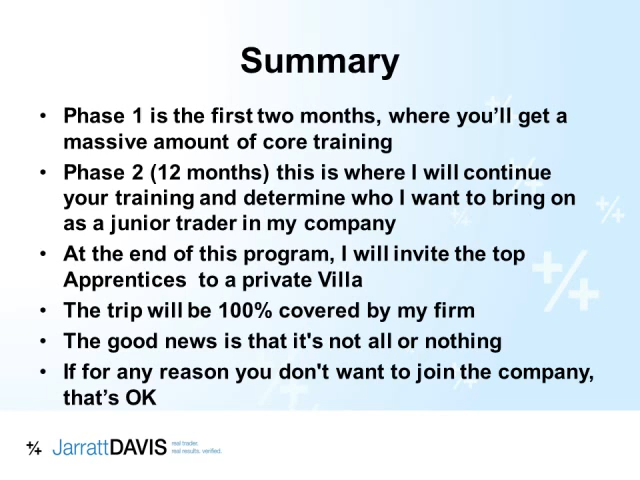 Summary
• Phase 1 is the first two months, where you’ll get a
massive amount of core training
• Phase 2 (12 months) this is where I will continue
your training and determine who I want to bring on
as a junior trader in my company
• At the end of this program, I will invite the top
Apprentices to a private Villa
• The trip will be 100% covered by my firm
• The good news is that it's not all or nothing
• If for any reason you don't want to join the company,
that’s OK
+/+ JarrattDAVIS real trades.
real results. verified.